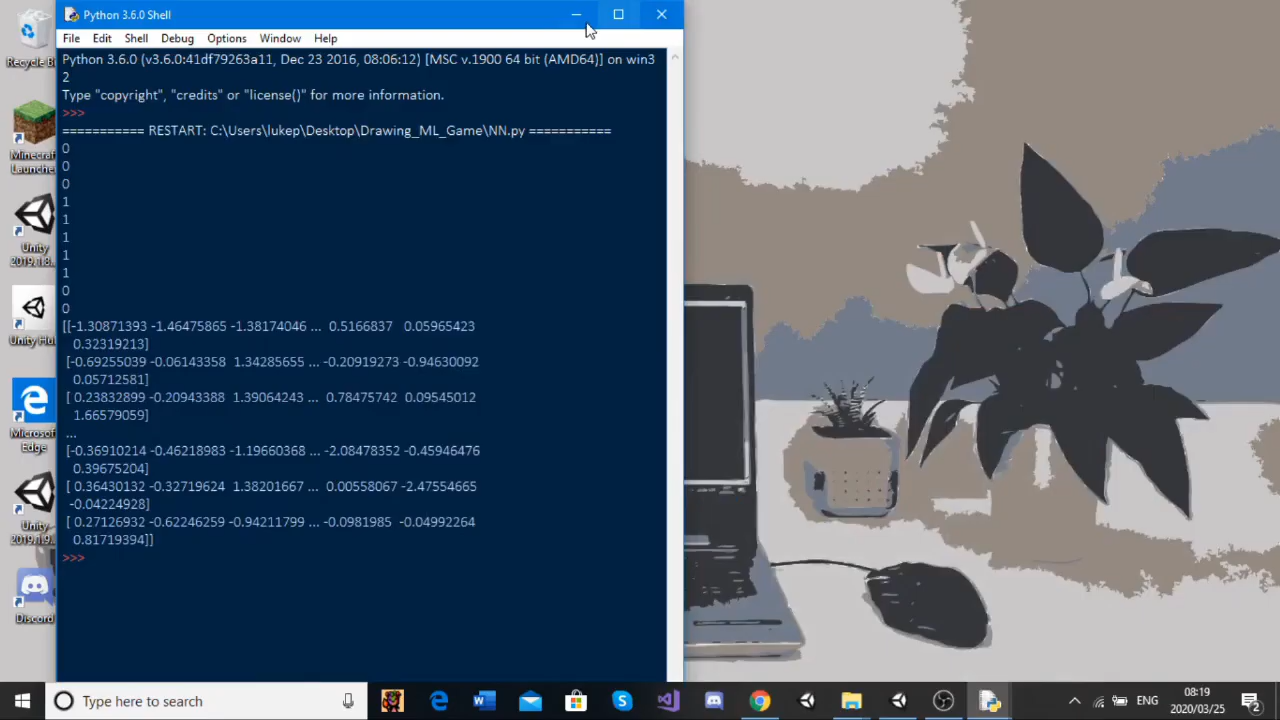 Python 3.6.0 Shell
File Edit Shell Debug Options Window Help
Python 3.6.0 (v3.6.0:41df79263a11, Dec 23 2016, 08:06:12) [MSC v.1900 64 bit (AMD64)] on win3
2
Type "copyright", "credits" or "license()" for more information.
>>>
=========== RESTART: C:\Users\lukep\Desktop\Drawing_ML_Game\NN.py ===========
0
0
0
1
1
1
1
1
0
0
[[-1.30871393 -1.46475865 -1.38174046 ... 0.5166837 0.05965423
0.32319213]
[-0.69255039 -0.06143358 1.34285655 ... -0.20919273 -0.94630092
0.05712581]
[ 0.23832899 -0.20943388 1.39064243 ... 0.78475742 0.09545012
1.66579059]
...
[-0.36910214 -0.46218983 -1.19660368 ... -2.08478352 -0.45946476
0.39675204]
[ 0.36430132 -0.32719624 1.38201667 ... 0.00558067 -2.47554665
-0.04224928]
[ 0.27126932 -0.62246259 -0.94211799 ... -0.0981985 -0.04992264
0.81719394]]
>>>
Recycle
Minecraft
Launcher
Unity
2019.1.8...
Unity
Microsoft
Edge
Unity
2019.1.9...
Discord
Type here to search
ENG
08:19
2020/03/25
2